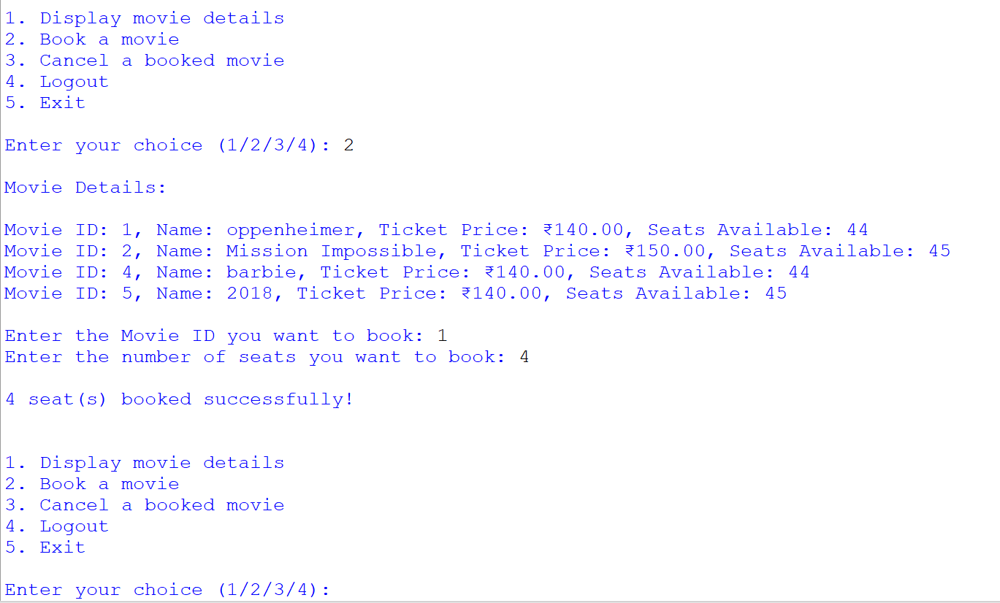 1. Display movie details
2. Book a movie
3. Cancel a booked movie
4. Logout
5. Exit
Enter your choice (1/2/3/4): 2
Movie Details:
Movie ID: 1, Name: oppenheimer, Ticket Price: ₹140.00, Seats Available: 44
Movie ID: 2, Name: Mission Impossible, Ticket Price: ₹150.00, Seats Available: 45
Movie ID: 4, Name: barbie, Ticket Price: ₹140.00, Seats Available: 44
Movie ID: 5, Name: 2018, Ticket Price: ₹140.00, Seats Available: 45
Enter the Movie ID you want to book: 1
Enter the number of seats you want to book: 4
4 seat(s) booked successfully!
1. Display movie details
2. Book a movie
3. Cancel a booked movie
4. Logout
5. Exit
Enter your choice (1/2/3/4):